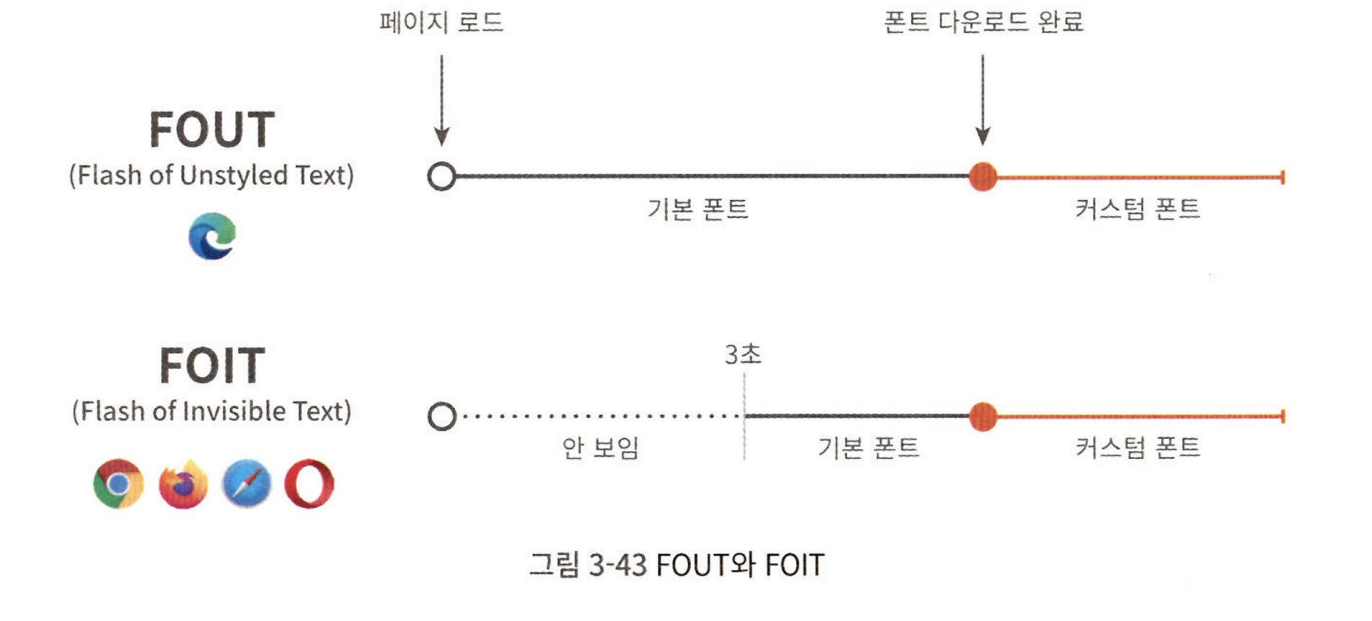 페이지 로드
폰트 다운로드 완료
FOUT
(Flash of Unstyled Text)
기본 폰트
커스텀 폰트
FOIT
(Flash of Invisible Text)
3초
안 보임
기본 폰트
커스텀 폰트
그림 3-43 FOUT와 FOIT